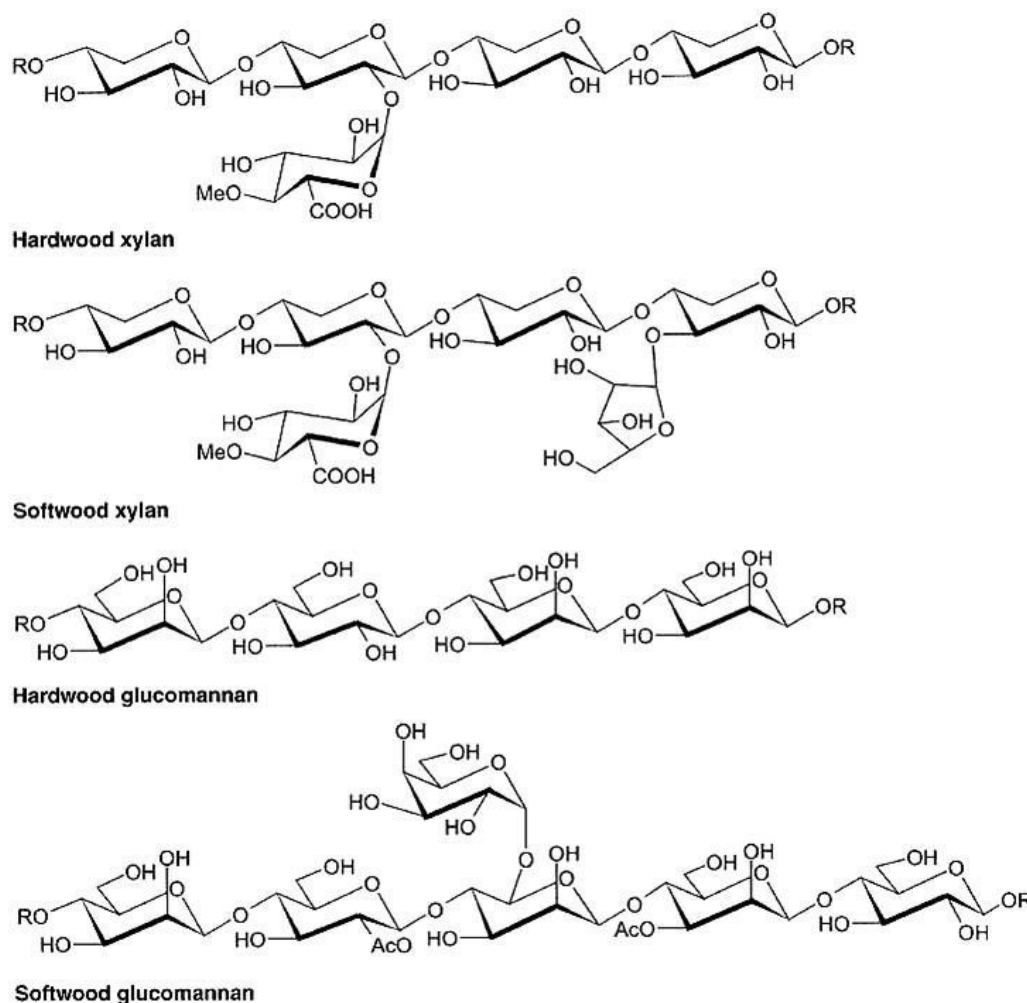 RO O O O O O O OR
HO OH HO O HO OH HO OH
OH
HO
MeO O
COOH
Hardwood xylan
RO O O O O O O OR
HO OH HO O HO OH O OH
OH HO
HO OH
MeO O O
COOH HO
Softwood xylan
OH OH OH OH OH OH OH
RO O O O O O O OR
HO HO OH HO HO
Hardwood glucomannan
OH OH
O
HO HO
O
OH OH OH OH OH OH OH
RO O O O O O O O O OR
HO HO AcO HO AcO HO OH
Softwood glucomannan